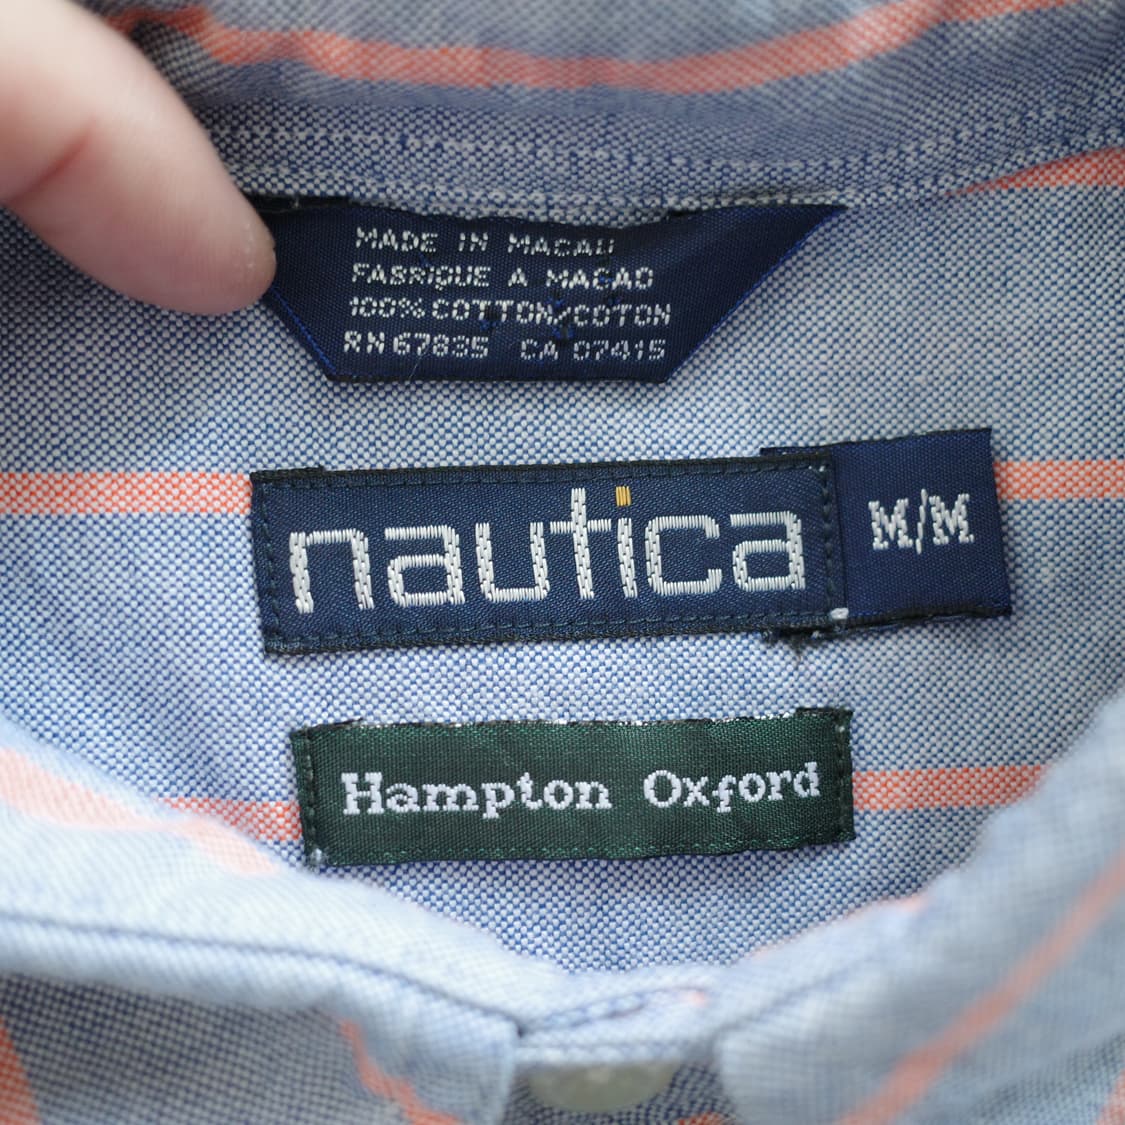 MADE IN MACAU
FABRIQUE A MACAO
100% COTTON/COTON
RN 67835 CA 07415
nautica
M/M
Hampton Oxford